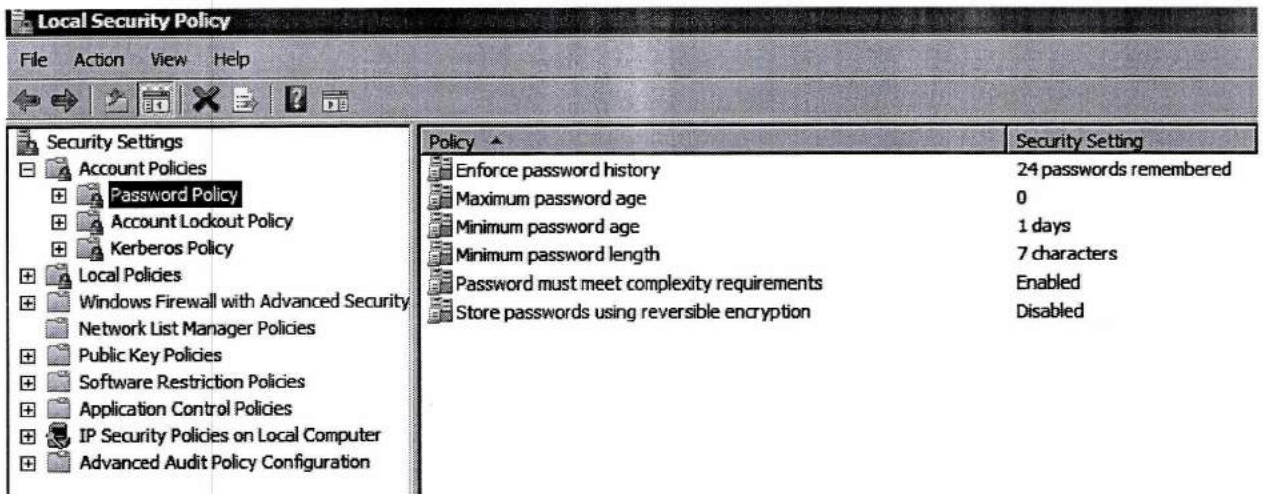 Local Security Policy
File Action View Help
Security Settings
Account Policies
Password Policy
Account Lockout Policy
Kerberos Policy
Local Policies
Windows Firewall with Advanced Security
Network List Manager Policies
Public Key Policies
Software Restriction Policies
Application Control Policies
IP Security Policies on Local Computer
Advanced Audit Policy Configuration
Policy Security Setting
Enforce password history 24 passwords remembered
Maximum password age 0
Minimum password age 1 days
Minimum password length 7 characters
Password must meet complexity requirements Enabled
Store passwords using reversible encryption Disabled